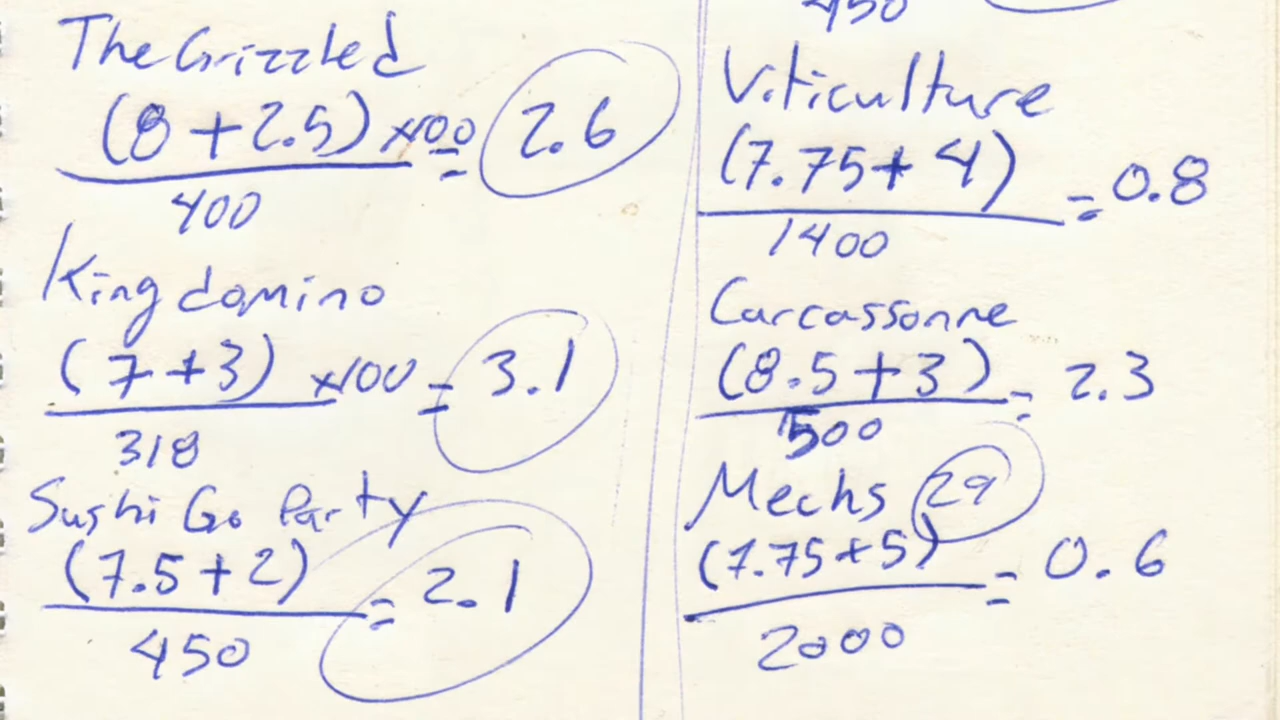 The Grizzled
(8+2.5) x100 = 2.6
400
Kingdomino
(7+3) x100 = 3.1
318
Sushi Go Party
(7.5+2) = 2.1
450
450
Viticulture
(7.75+4) = 0.8
1400
Carcassonne
(8.5+3) = 2.3
500
Mechs 29
(7.75+5) = 0.6
2000